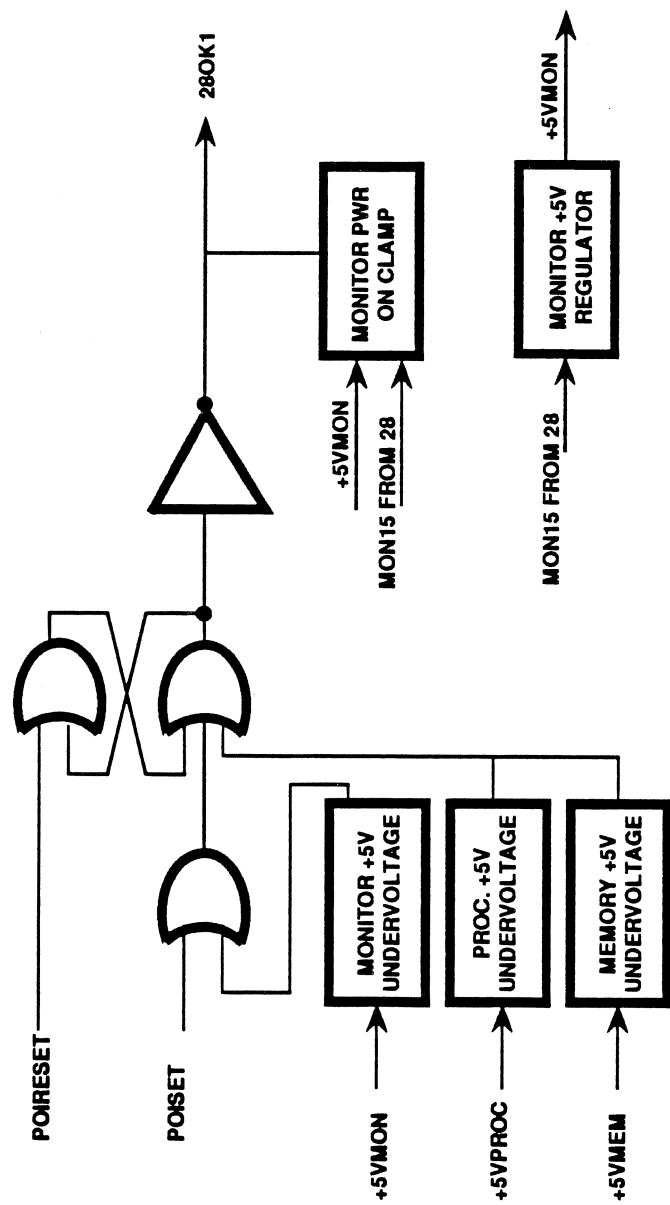 POIRESET
POISET
28OK1
+5VMON
MONITOR +5V
UNDERVOLTAGE
+5VMON
MON15 FROM 28
MONITOR PWR
ON CLAMP
+5VPROC
PROC. +5V
UNDERVOLTAGE
+5VMEM
MEMORY +5V
UNDERVOLTAGE
MON15 FROM 28
MONITOR +5V
REGULATOR
+5VMON